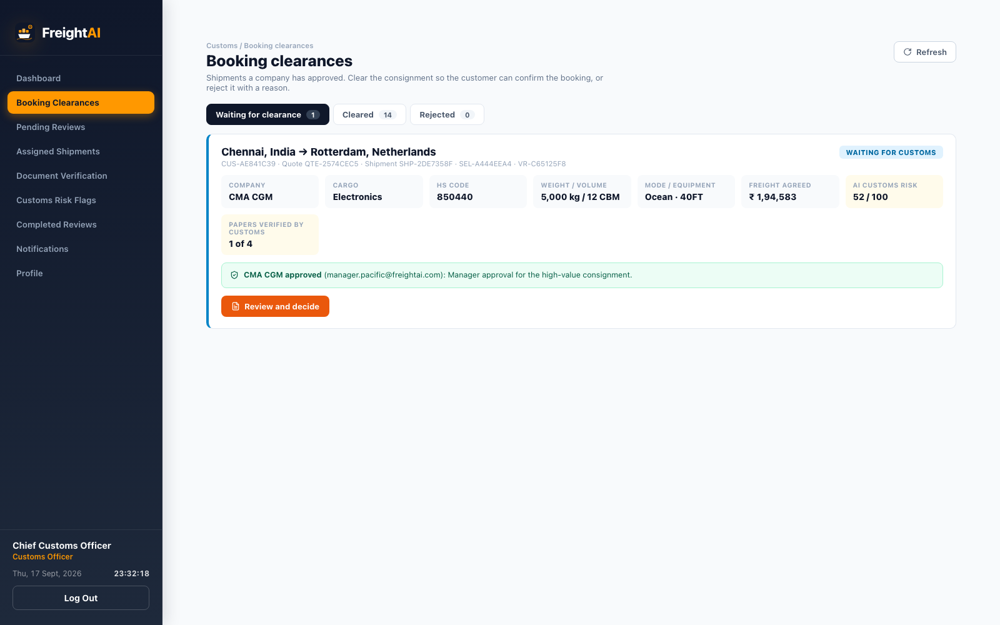 FreightAI
Dashboard
Booking Clearances
Pending Reviews
Assigned Shipments
Document Verification
Customs Risk Flags
Completed Reviews
Notifications
Profile
Chief Customs Officer
Customs Officer
Thu, 17 Sept, 2026 23:32:18
Log Out
Customs / Booking clearances
Booking clearances
Shipments a company has approved. Clear the consignment so the customer can confirm the booking, or
reject it with a reason.
Refresh
Waiting for clearance 1 Cleared 14 Rejected 0
Chennai, India → Rotterdam, Netherlands
WAITING FOR CUSTOMS
CUS-AE841C39 · Quote QTE-2574CEC5 · Shipment SHP-2DE7358F · SEL-A444EEA4 · VR-C65125F8
COMPANY
CMA CGM
CARGO
Electronics
HS CODE
850440
WEIGHT / VOLUME
5,000 kg / 12 CBM
MODE / EQUIPMENT
Ocean · 40FT
FREIGHT AGREED
₹ 1,94,583
AI CUSTOMS RISK
52 / 100
PAPERS VERIFIED BY
CUSTOMS
1 of 4
CMA CGM approved (manager.pacific@freightai.com): Manager approval for the high-value consignment.
Review and decide